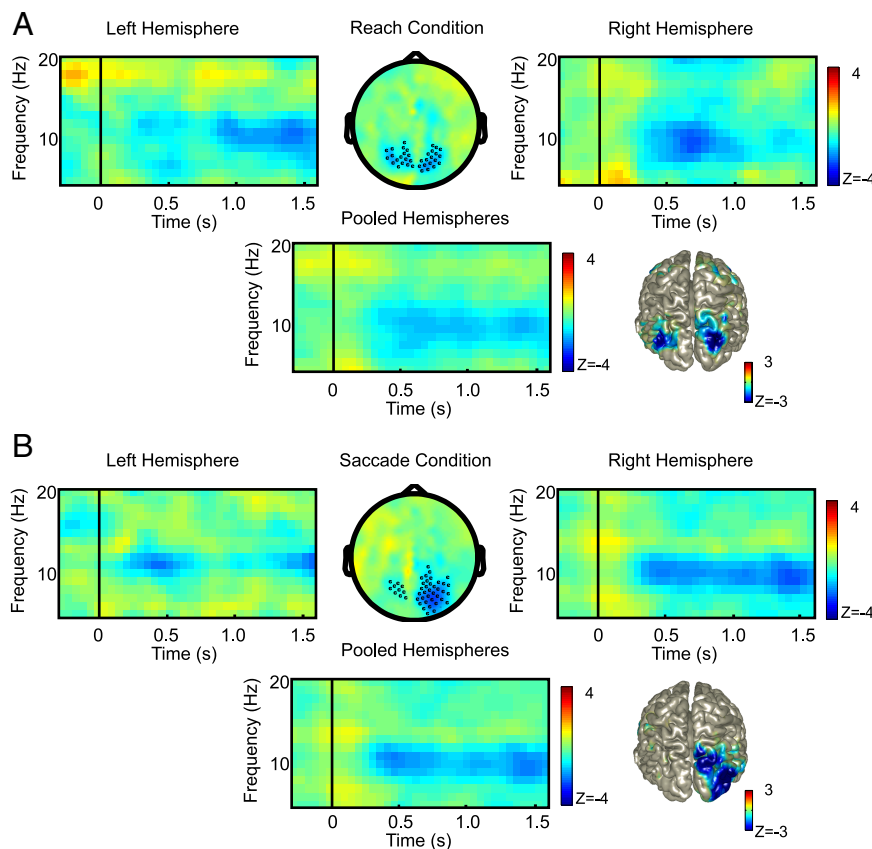 A
Left Hemisphere
Reach Condition
Right Hemisphere
Frequency (Hz)
20
10
0 0.5 1.0 1.5
Time (s)
Frequency (Hz)
20
10
0 0.5 1.0 1.5
Time (s)
4
Z=-4
Pooled Hemispheres
Frequency (Hz)
20
10
0 0.5 1.0 1.5
Time (s)
4
Z=-4
3
Z=-3
B
Left Hemisphere
Saccade Condition
Right Hemisphere
Frequency (Hz)
20
10
0 0.5 1.0 1.5
Time (s)
Frequency (Hz)
20
10
0 0.5 1.0 1.5
Time (s)
4
Z=-4
Pooled Hemispheres
Frequency (Hz)
20
10
0 0.5 1.0 1.5
Time (s)
4
Z=-4
3
Z=-3